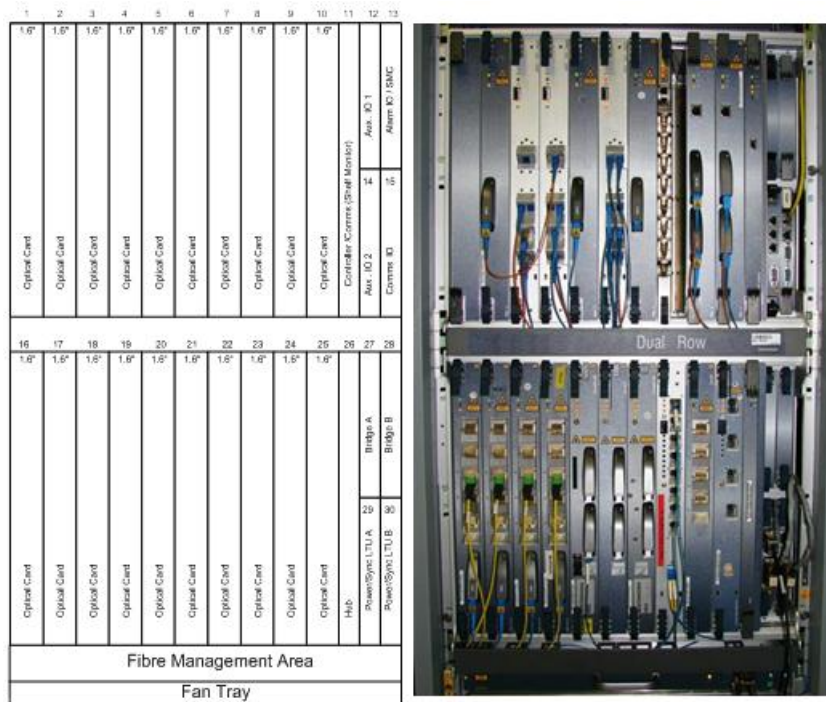 1 2 3 4 5 6 7 8 9 10 11 12 13
1.6" 1.6" 1.6" 1.6" 1.6" 1.6" 1.6" 1.6" 1.6" 1.6"
Optical Card
Optical Card
Optical Card
Optical Card
Optical Card
Optical Card
Optical Card
Optical Card
Optical Card
Optical Card
Controller /Comms (Shelf Monitor)
Aux. IO 1
Alarm IO / SMC
14 15
Aux. IO 2
Comms IO
Dual Row
16 17 18 19 20 21 22 23 24 25 26 27 28
1.6" 1.6" 1.6" 1.6" 1.6" 1.6" 1.6" 1.6" 1.6" 1.6"
Optical Card
Optical Card
Optical Card
Optical Card
Optical Card
Optical Card
Optical Card
Optical Card
Optical Card
Optical Card
Hub
Bridge A
Bridge B
29 30
Power/Sync LTU A
Power/Sync LTU B
Fibre Management Area
Fan Tray